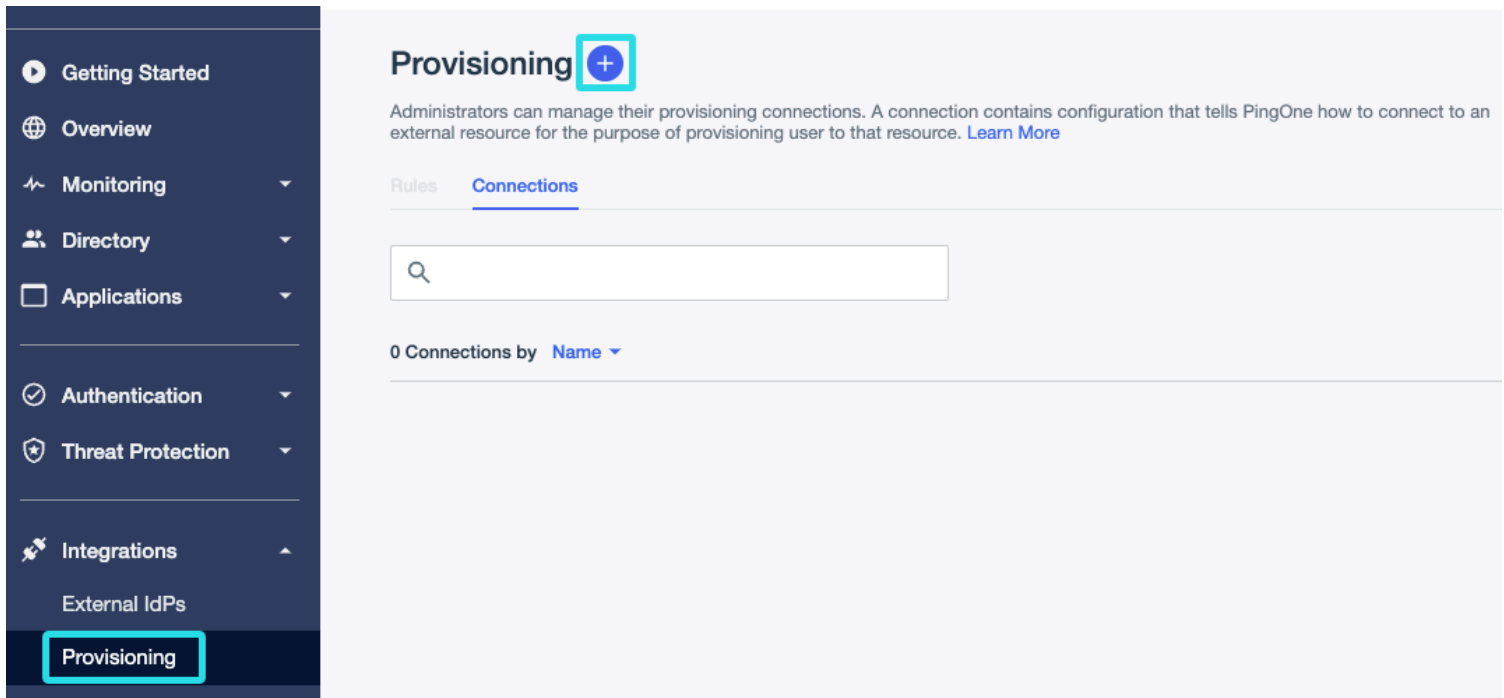 Getting Started
Overview
Monitoring
Directory
Applications
Authentication
Threat Protection
Integrations
External IdPs
Provisioning
Provisioning
Administrators can manage their provisioning connections. A connection contains configuration that tells PingOne how to connect to an
external resource for the purpose of provisioning user to that resource. Learn More
Rules Connections
0 Connections by Name